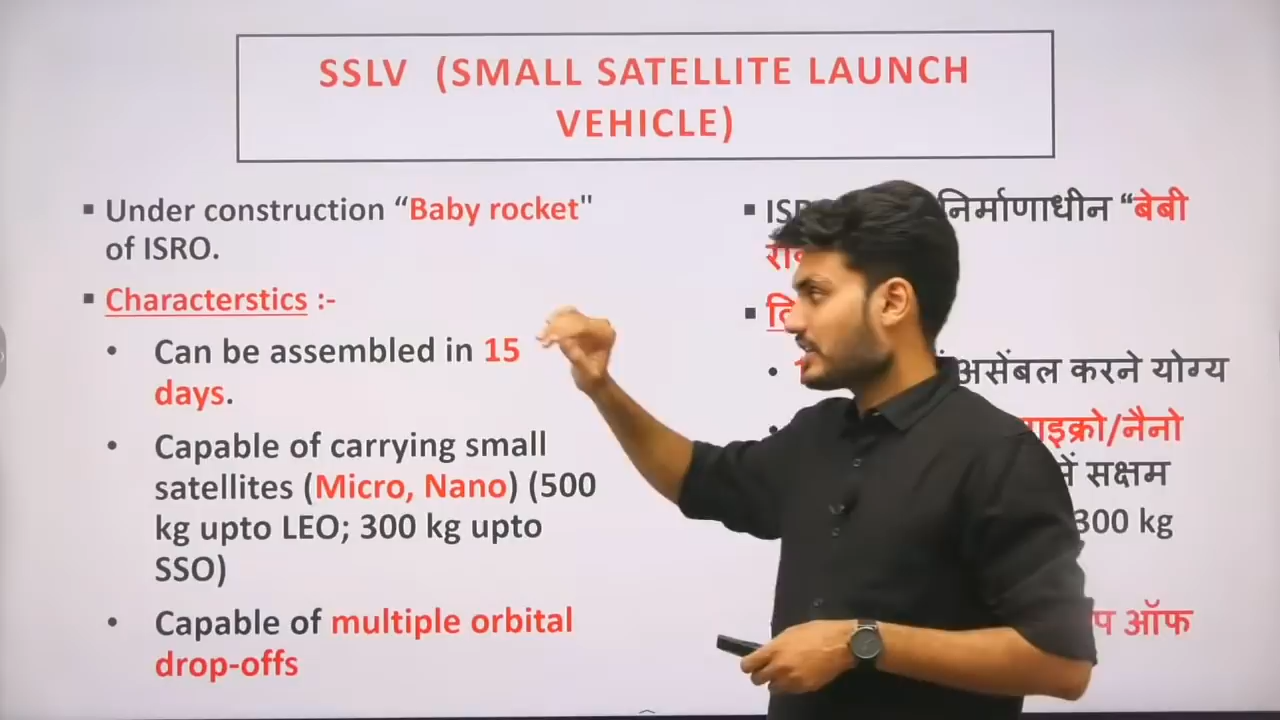 SSLV (SMALL SATELLITE LAUNCH
VEHICLE)
▪ Under construction “Baby rocket"
of ISRO.
▪ Characterstics :-
• Can be assembled in 15
days.
• Capable of carrying small
satellites (Micro, Nano) (500
kg upto LEO; 300 kg upto
SSO)
• Capable of multiple orbital
drop-offs
▪ निर्माणाधीन “बेबी
▪
• असेंबल करने योग्य
• /नैनो
में सक्षम
300 kg
ऑफ